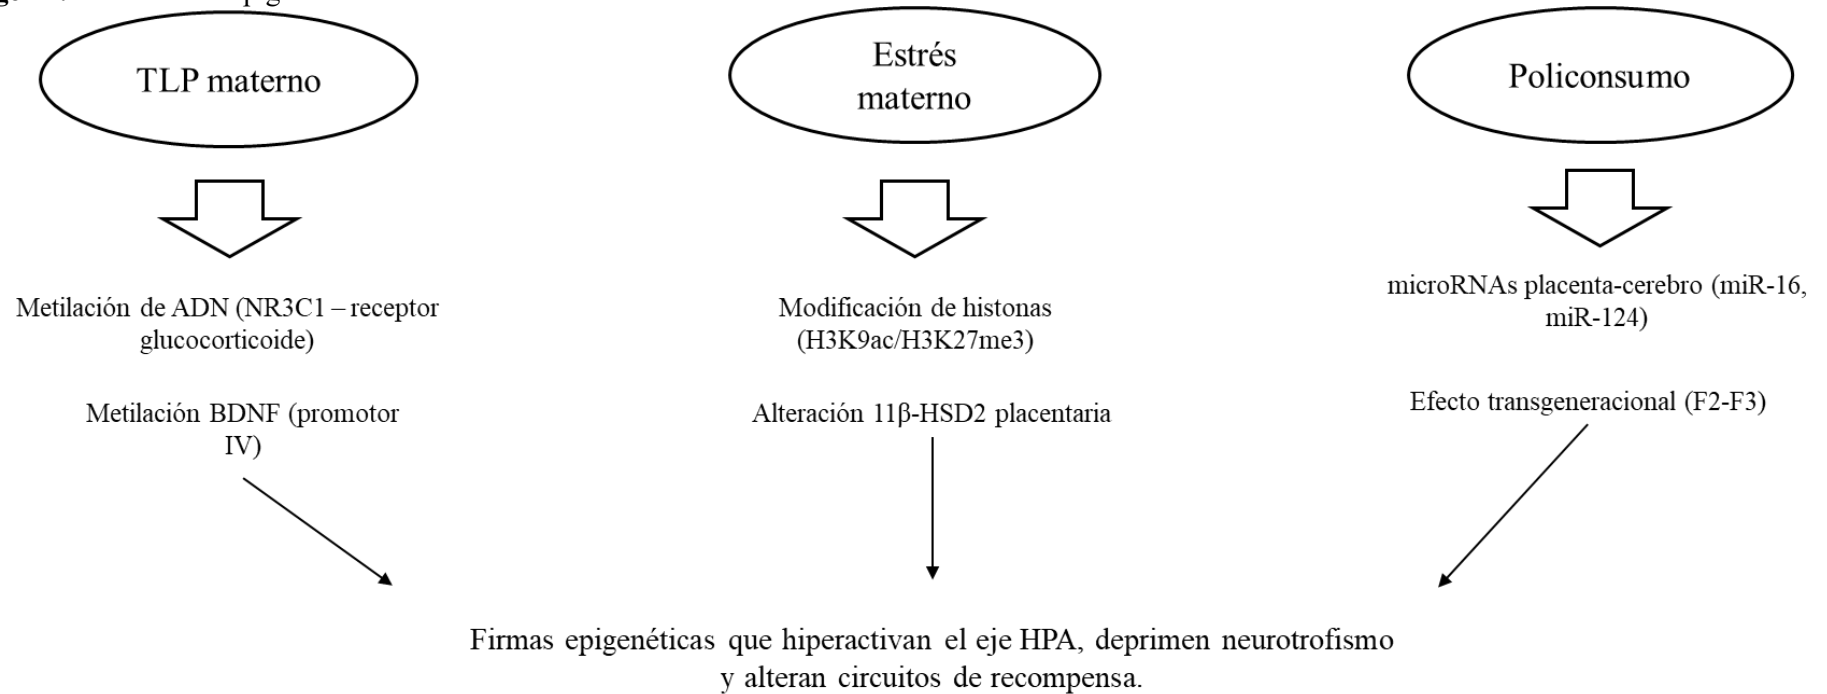 TLP materno
Metilación de ADN (NR3C1 – receptor
glucocorticoide)
Metilación BDNF (promotor
IV)
Estrés
materno
Modificación de histonas
(H3K9ac/H3K27me3)
Alteración 11β-HSD2 placentaria
Policonsumo
microRNAs placenta-cerebro (miR-16,
miR-124)
Efecto transgeneracional (F2-F3)
Firmas epigenéticas que hiperactivan el eje HPA, deprimen neurotrofismo
y alteran circuitos de recompensa.